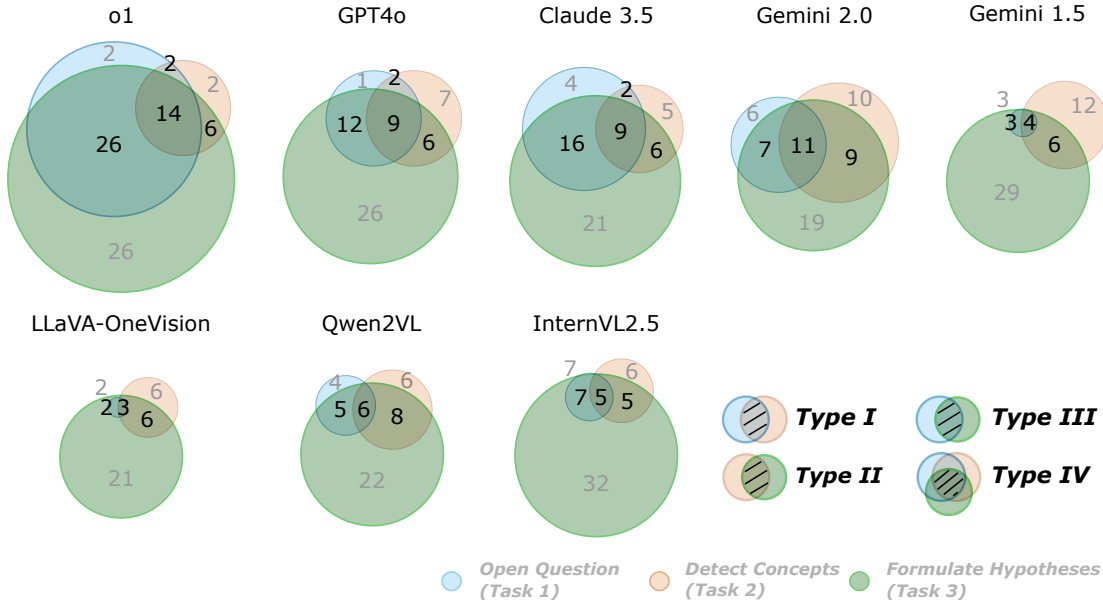 o1
GPT4o
Claude 3.5
Gemini 2.0
Gemini 1.5
2
2
2
14
6
26
26
1
2
7
12
9
6
26
4
2
5
16
9
6
21
6
10
7
11
9
19
3
12
3
4
6
29
LLaVA-OneVision
Qwen2VL
InternVL2.5
2
6
2
3
6
21
4
6
5
6
8
22
7
6
7
5
5
32
Type I
Type III
Type II
Type IV
Open Question
(Task 1)
Detect Concepts
(Task 2)
Formulate Hypotheses
(Task 3)